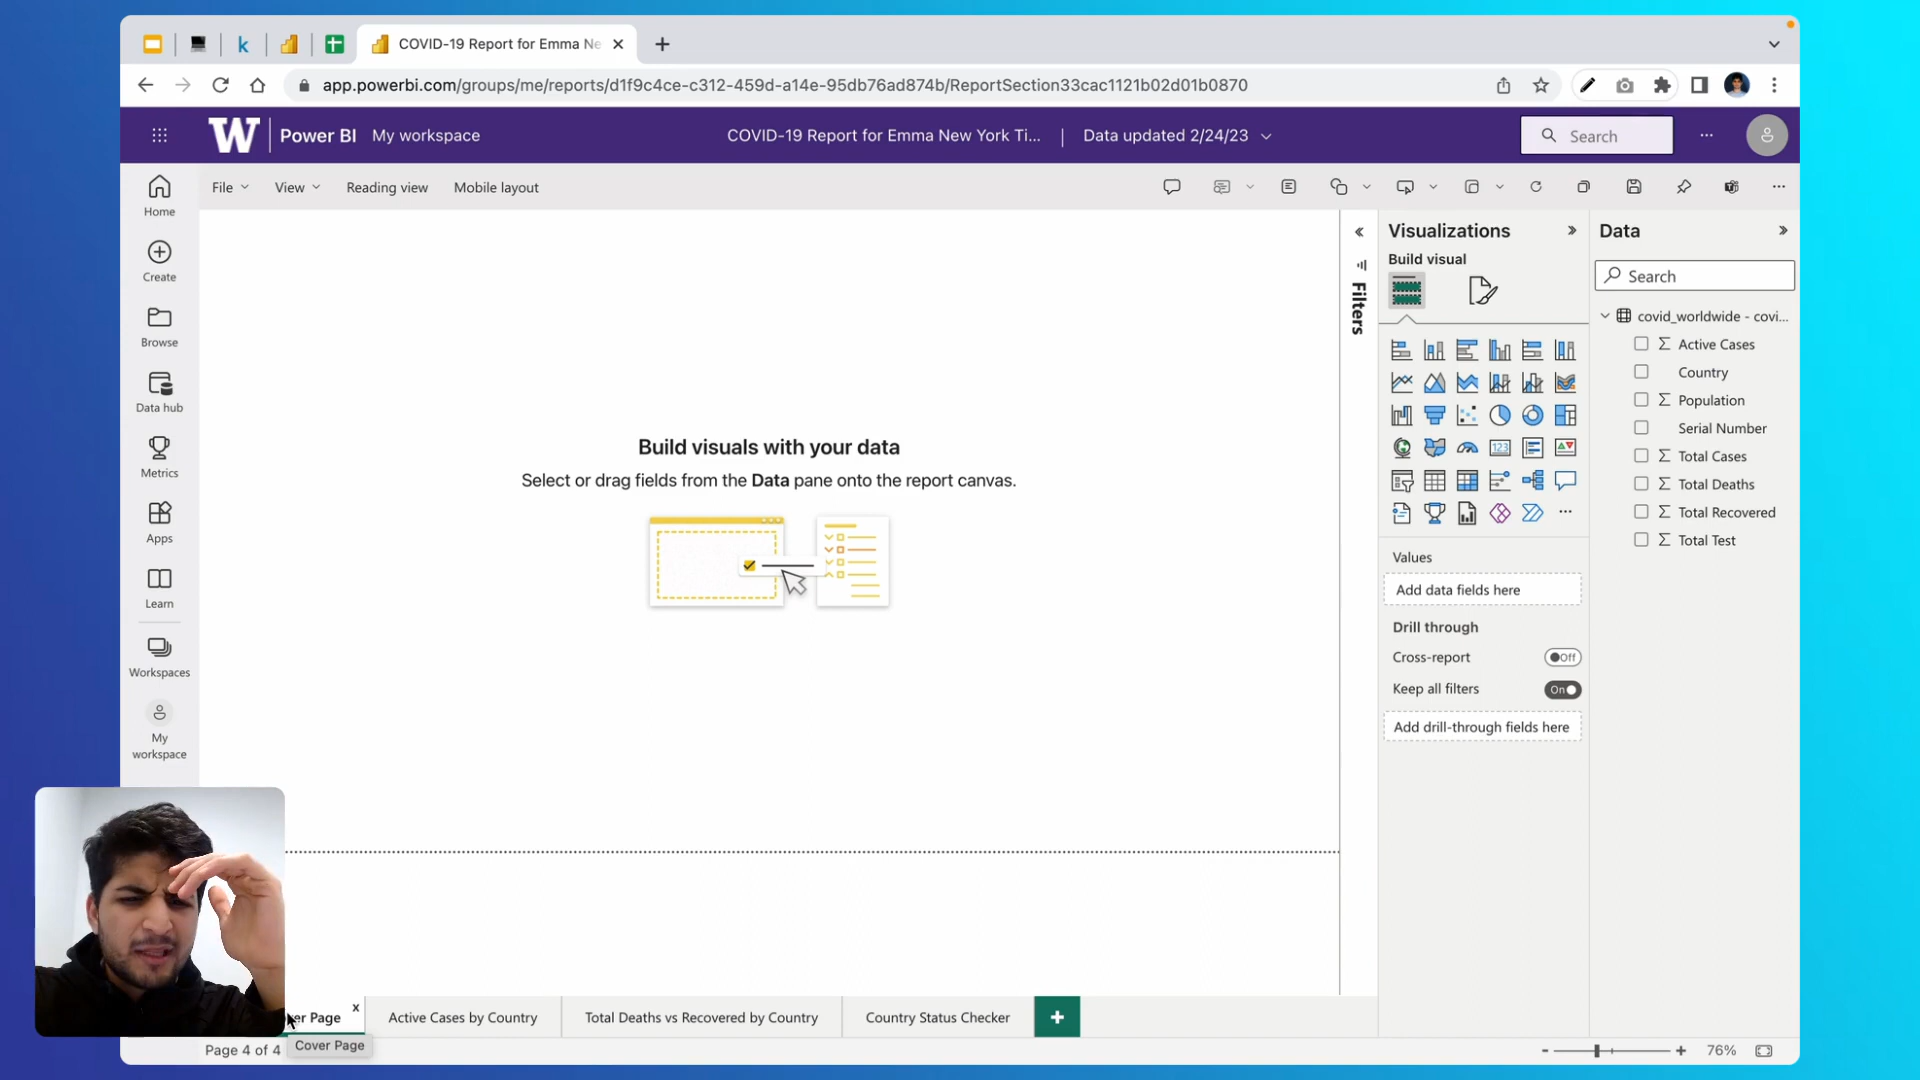 COVID-19 Report for Emma Ne
app.powerbi.com/groups/me/reports/d1f9c4ce-c312-459d-a14e-95db76ad874b/ReportSection33cac1121b02d01b0870
W Power BI My workspace COVID-19 Report for Emma New York Ti... | Data updated 2/24/23 Search
File View Reading view Mobile layout
Home
Create
Browse
Data hub
Metrics
Apps
Learn
Workspaces
My
workspace
Build visuals with your data
Select or drag fields from the Data pane onto the report canvas.
Filters
Visualizations
Build visual
123
Values
Add data fields here
Drill through
Cross-report Off
Keep all filters On
Add drill-through fields here
Data
Search
covid_worldwide - covi...
Active Cases
Country
Population
Serial Number
Total Cases
Total Deaths
Total Recovered
Total Test
er Page x Active Cases by Country Total Deaths vs Recovered by Country Country Status Checker +
Page 4 of 4 Cover Page 76%